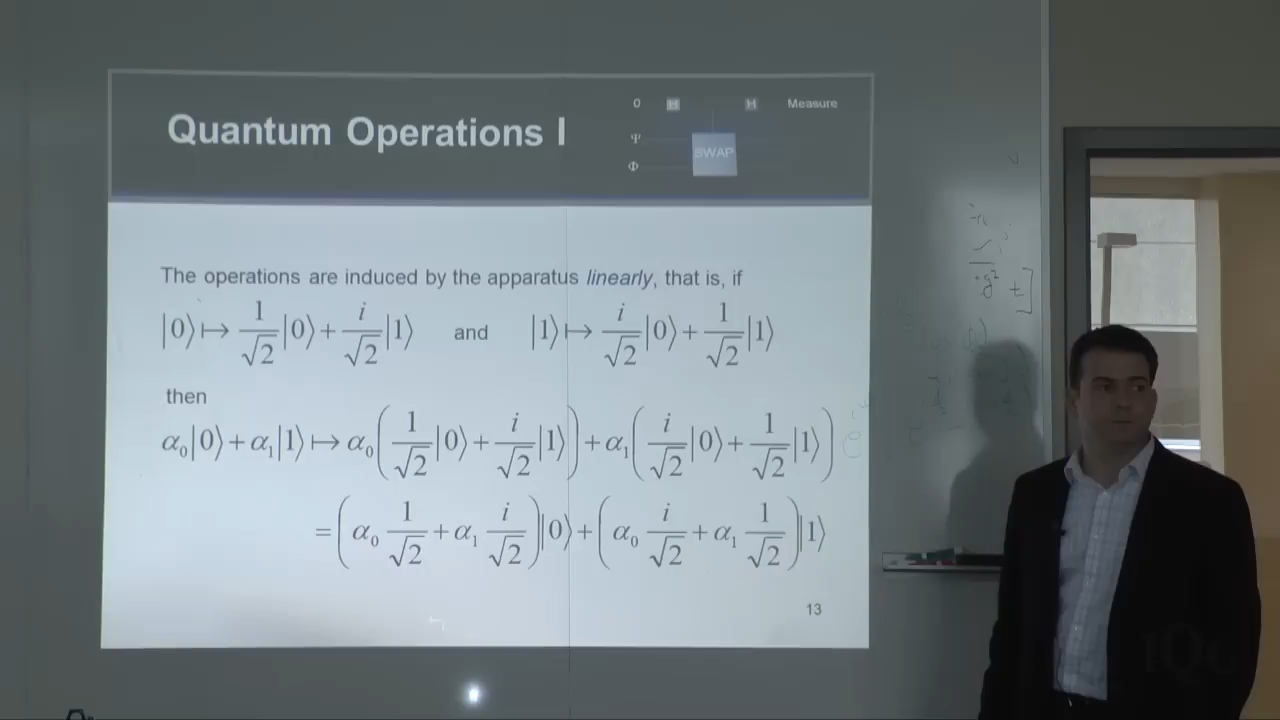 Quantum Operations I
0 H H Measure
Ψ
SWAP
Φ
The operations are induced by the apparatus linearly, that is, if
|0⟩ ↦ 1/√2 |0⟩ + i/√2 |1⟩ and |1⟩ ↦ i/√2 |0⟩ + 1/√2 |1⟩
then
α₀|0⟩ + α₁|1⟩ ↦ α₀(1/√2 |0⟩ + i/√2 |1⟩) + α₁(i/√2 |0⟩ + 1/√2 |1⟩)
= (α₀ 1/√2 + α₁ i/√2)|0⟩ + (α₀ i/√2 + α₁ 1/√2)|1⟩
13